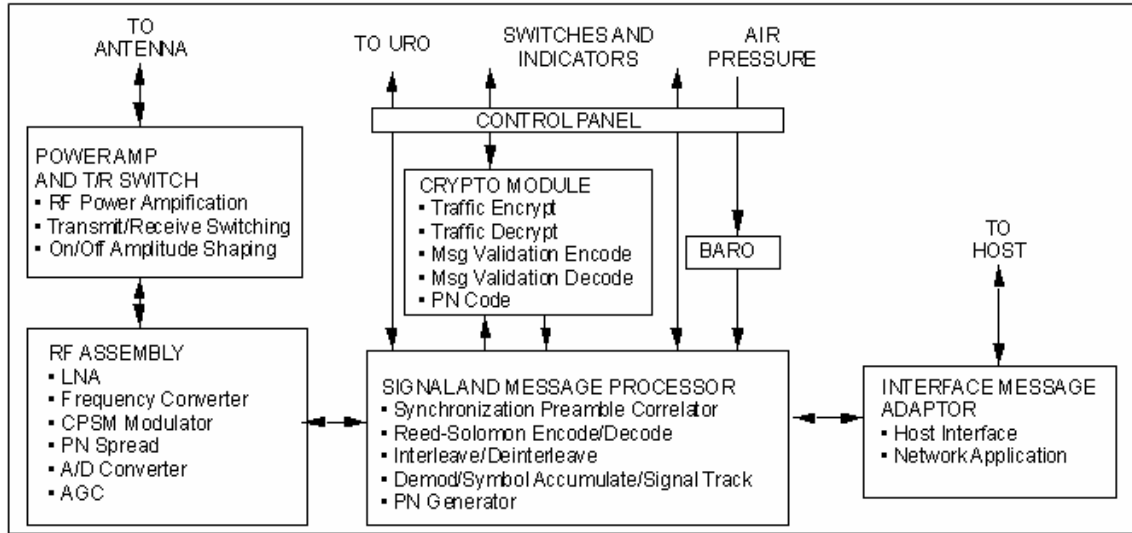 TO
ANTENNA
TO URO
SWITCHES AND
INDICATORS
AIR
PRESSURE
CONTROL PANEL
POWER AMP
AND T/R SWITCH
▪ RF Power Ampification
▪ Transmit/Receive Switching
▪ On/Off Amplitude Shaping
CRYPTO MODULE
▪ Traffic Encrypt
▪ Traffic Decrypt
▪ Msg Validation Encode
▪ Msg Validation Decode
▪ PN Code
BARO
TO
HOST
RF ASSEMBLY
▪ LNA
▪ Frequency Converter
▪ CPSM Modulator
▪ PN Spread
▪ A/D Converter
▪ AGC
SIGNAL AND MESSAGE PROCESSOR
▪ Synchronization Preamble Correlator
▪ Reed-Solomon Encode/Decode
▪ Interleave/Deinterleave
▪ Demod/Symbol Accumulate/Signal Track
▪ PN Generator
INTERFACE MESSAGE
ADAPTOR
▪ Host Interface
▪ Network Application